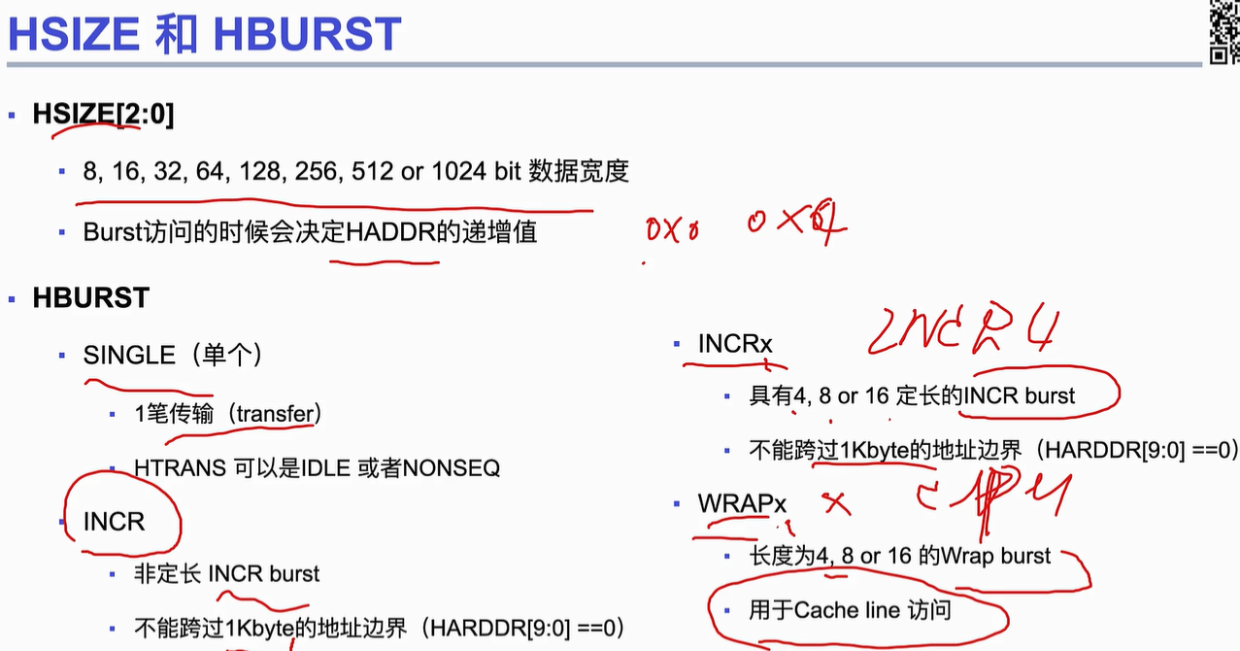 HSIZE 和 HBURST
HSIZE[2:0]
8, 16, 32, 64, 128, 256, 512 or 1024 bit 数据宽度
Burst访问的时候会决定HADDR的递增值
0X0 0X4
HBURST
SINGLE（单个）
1笔传输（transfer）
HTRANS 可以是IDLE 或者NONSEQ
INCR
非定长 INCR burst
不能跨过1Kbyte的地址边界（HARDDR[9:0] ==0）
INCRx
INCR4
具有4, 8 or 16 定长的INCR burst
不能跨过1Kbyte的地址边界（HARDDR[9:0] ==0)
WRAPx
x
长度为4, 8 or 16 的Wrap burst
用于Cache line 访问